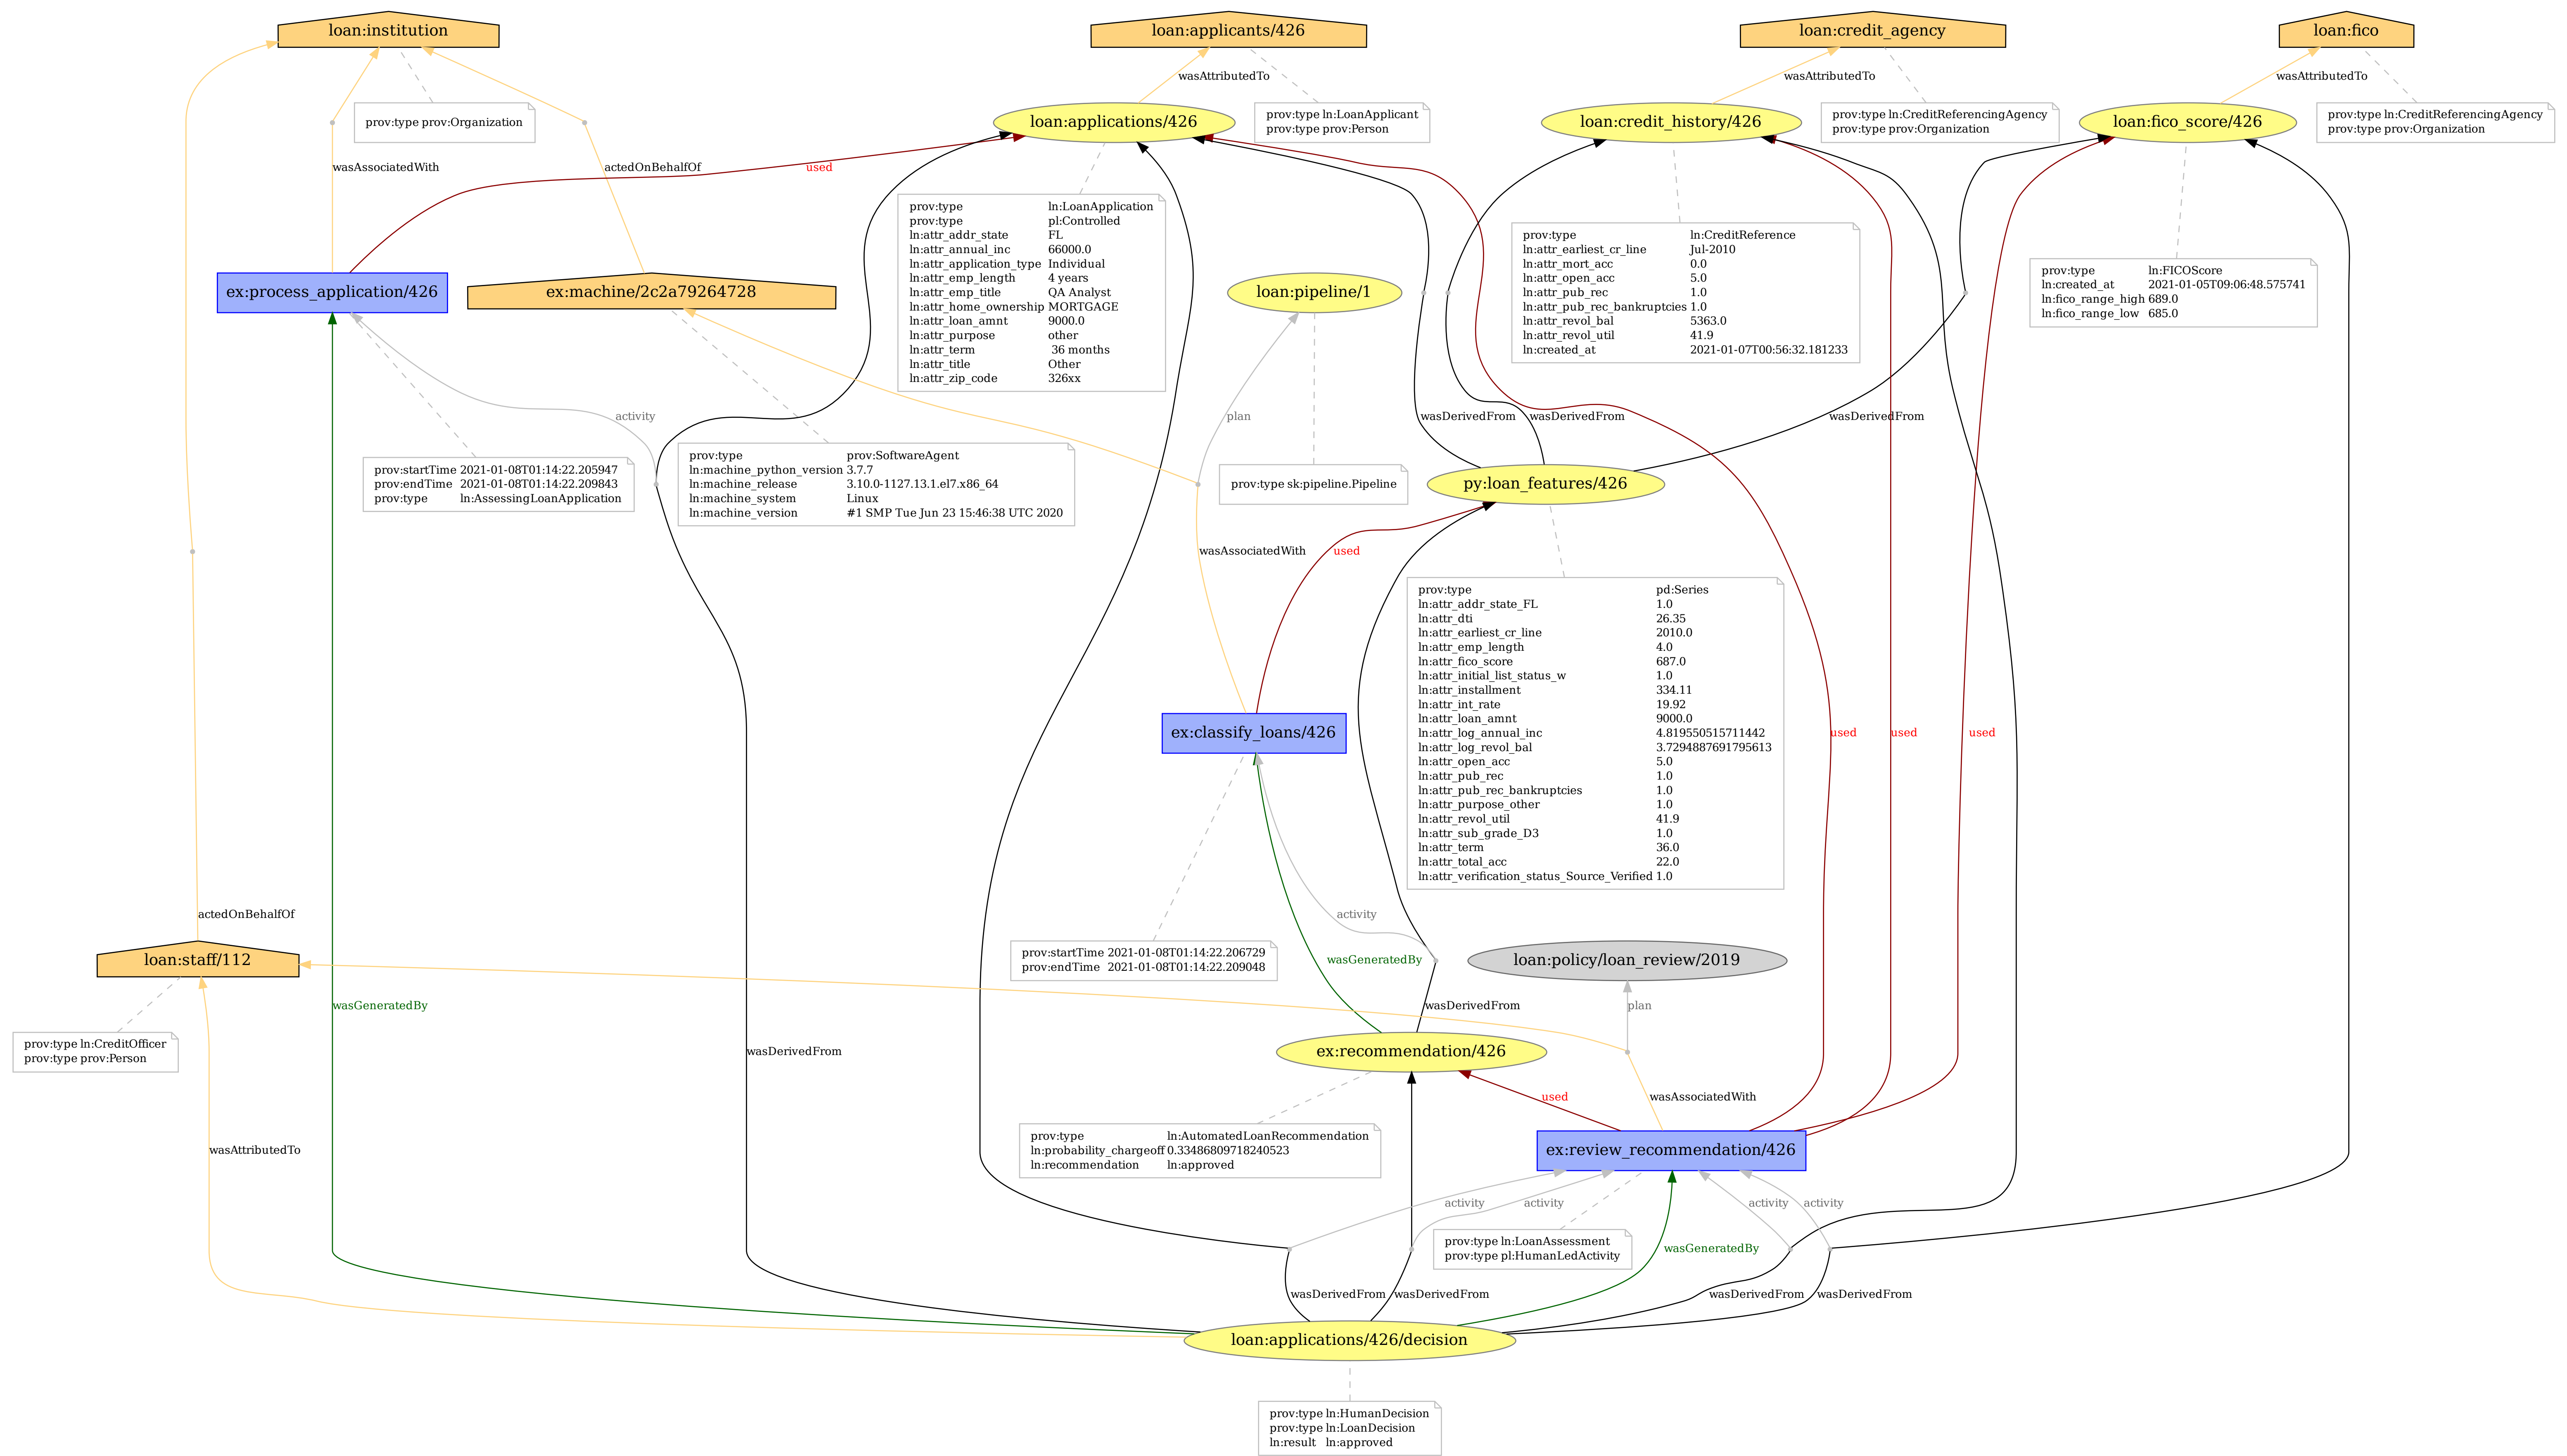 loan:institution
loan:applicants/426
loan:credit_agency
loan:fico
wasAttributedTo
wasAttributedTo
wasAttributedTo
prov:type prov:Organization
loan:applications/426
prov:type ln:LoanApplicant
prov:type prov:Person
loan:credit_history/426
prov:type ln:CreditReferencingAgency
prov:type prov:Organization
loan:fico_score/426
prov:type ln:CreditReferencingAgency
prov:type prov:Organization
wasAssociatedWith
actedOnBehalfOf
used
prov:type ln:LoanApplication
prov:type pl:Controlled
ln:attr_addr_state FL
ln:attr_annual_inc 66000.0
ln:attr_application_type Individual
ln:attr_emp_length 4 years
ln:attr_emp_title QA Analyst
ln:attr_home_ownership MORTGAGE
ln:attr_loan_amnt 9000.0
ln:attr_purpose other
ln:attr_term 36 months
ln:attr_title Other
ln:attr_zip_code 326xx
prov:type ln:CreditReference
ln:attr_earliest_cr_line Jul-2010
ln:attr_mort_acc 0.0
ln:attr_open_acc 5.0
ln:attr_pub_rec 1.0
ln:attr_pub_rec_bankruptcies 1.0
ln:attr_revol_bal 5363.0
ln:attr_revol_util 41.9
ln:created_at 2021-01-07T00:56:32.181233
prov:type ln:FICOScore
ln:created_at 2021-01-05T09:06:48.575741
ln:fico_range_high 689.0
ln:fico_range_low 685.0
ex:process_application/426
ex:machine/2c2a79264728
loan:pipeline/1
activity
plan
wasDerivedFrom
wasDerivedFrom
wasDerivedFrom
prov:startTime 2021-01-08T01:14:22.205947
prov:endTime 2021-01-08T01:14:22.209843
prov:type ln:AssessingLoanApplication
prov:type prov:SoftwareAgent
ln:machine_python_version 3.7.7
ln:machine_release 3.10.0-1127.13.1.el7.x86_64
ln:machine_system Linux
ln:machine_version #1 SMP Tue Jun 23 15:46:38 UTC 2020
prov:type sk:pipeline.Pipeline
py:loan_features/426
wasAssociatedWith
used
prov:type pd:Series
ln:attr_addr_state_FL 1.0
ln:attr_dti 26.35
ln:attr_earliest_cr_line 2010.0
ln:attr_emp_length 4.0
ln:attr_fico_score 687.0
ln:attr_initial_list_status_w 1.0
ln:attr_installment 334.11
ln:attr_int_rate 19.92
ln:attr_loan_amnt 9000.0
ln:attr_log_annual_inc 4.819550515711442
ln:attr_log_revol_bal 3.7294887691795613
ln:attr_open_acc 5.0
ln:attr_pub_rec 1.0
ln:attr_pub_rec_bankruptcies 1.0
ln:attr_purpose_other 1.0
ln:attr_revol_util 41.9
ln:attr_sub_grade_D3 1.0
ln:attr_term 36.0
ln:attr_total_acc 22.0
ln:attr_verification_status_Source_Verified 1.0
ex:classify_loans/426
used
used
used
actedOnBehalfOf
activity
loan:staff/112
prov:startTime 2021-01-08T01:14:22.206729
prov:endTime 2021-01-08T01:14:22.209048
wasGeneratedBy
loan:policy/loan_review/2019
wasGeneratedBy
wasDerivedFrom
plan
prov:type ln:CreditOfficer
prov:type prov:Person
wasDerivedFrom
ex:recommendation/426
used
wasAssociatedWith
prov:type ln:AutomatedLoanRecommendation
ln:probability_chargeoff 0.33486809718240523
ln:recommendation ln:approved
wasAttributedTo
ex:review_recommendation/426
activity
activity
activity
activity
prov:type ln:LoanAssessment
prov:type pl:HumanLedActivity
wasGeneratedBy
wasDerivedFrom
wasDerivedFrom
wasDerivedFrom
wasDerivedFrom
loan:applications/426/decision
prov:type ln:HumanDecision
prov:type ln:LoanDecision
ln:result ln:approved